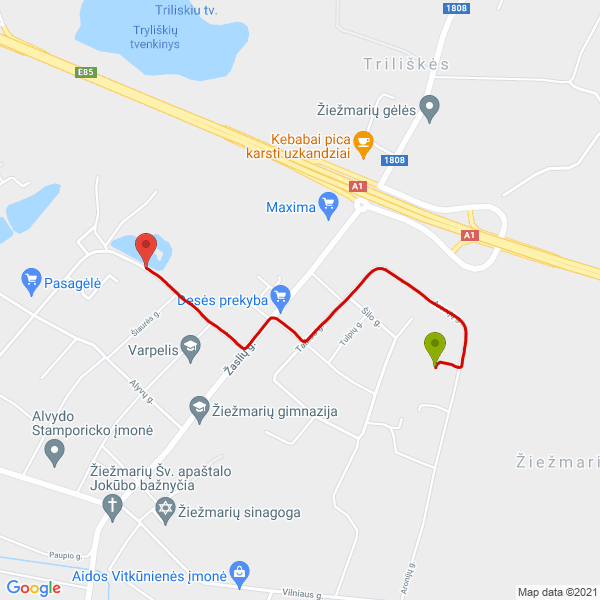 Triliskiu tv.
Tryliškių
tvenkinys
1808
E85
Triliškės
Žiežmarių gėlės
Kebabai pica
karsti uzkandziai
1808
A1
Maxima
A1
Pasagėlė
Desės prekyba
Šiaurės g.
Šilo g.
Tulpių g.
Varpelis
Žaslių g.
Alyvų g.
Alvydo
Stamporicko įmonė
Žiežmarių gimnazija
Žiežmari
Žiežmarių Šv. apaštalo
Jokūbo bažnyčia
Žiežmarių sinagoga
Paupio g.
Aidos Vitkūnienės įmonė
Vilniaus g.
Aronijų g.
Google
Map data ©2021